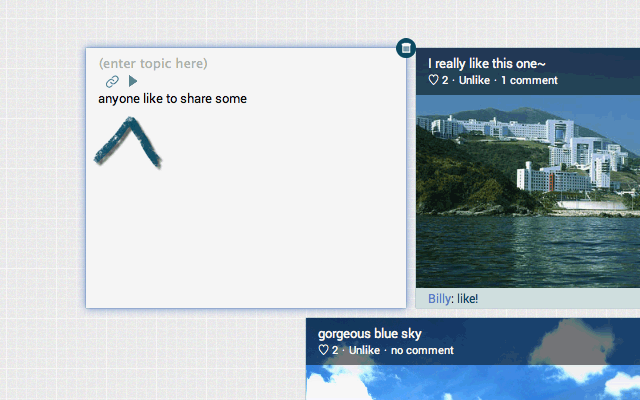 (enter topic here)
anyone like to share some
I really like this one~
♡ 2 · Unlike · 1 comment
Billy: like!
gorgeous blue sky
♡ 2 · Unlike · no comment